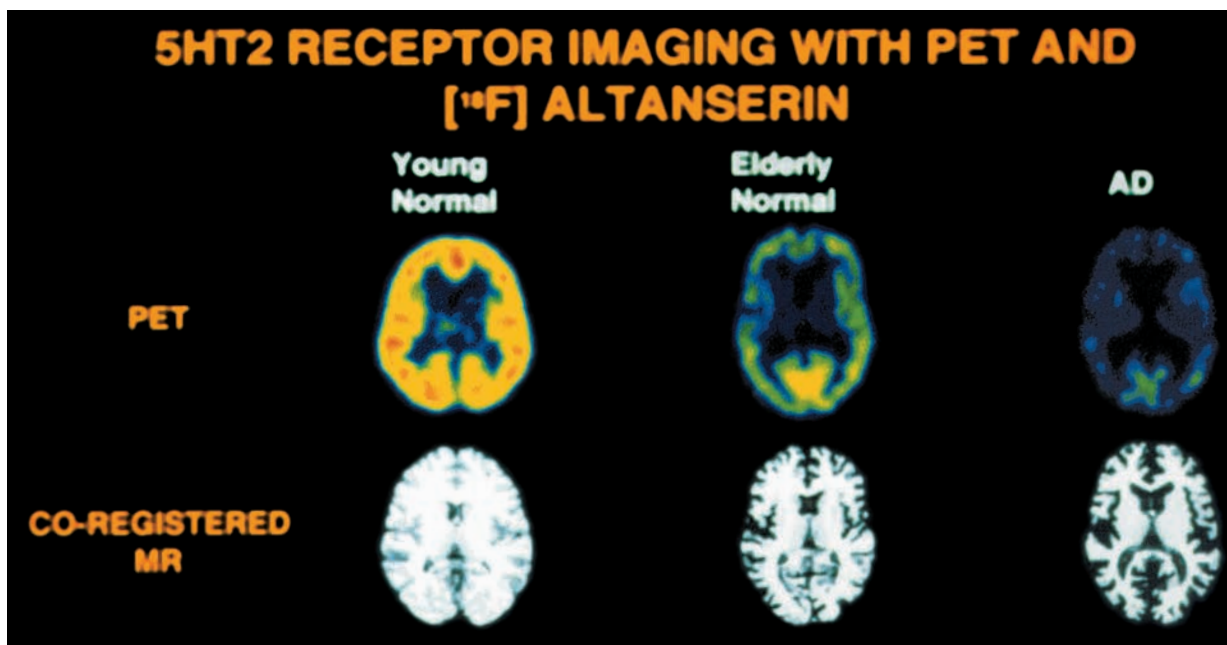 5HT2 RECEPTOR IMAGING WITH PET AND
[¹⁸F] ALTANSERIN
Young
Normal
Elderly
Normal
AD
PET
CO-REGISTERED
MR